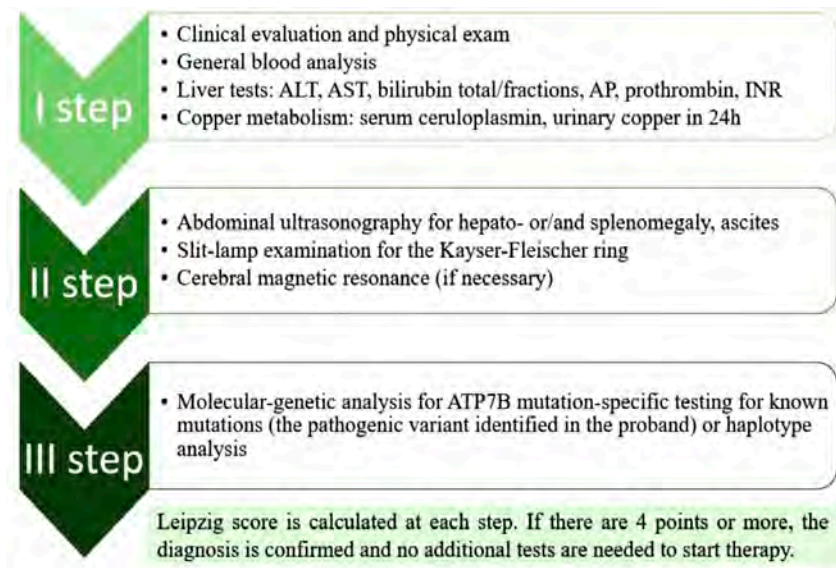 I step
• Clinical evaluation and physical exam
• General blood analysis
• Liver tests: ALT, AST, bilirubin total/fractions, AP, prothrombin, INR
• Copper metabolism: serum ceruloplasmin, urinary copper in 24h
II step
• Abdominal ultrasonography for hepato- or/and splenomegaly, ascites
• Slit-lamp examination for the Kayser-Fleischer ring
• Cerebral magnetic resonance (if necessary)
III step
• Molecular-genetic analysis for ATP7B mutation-specific testing for known
mutations (the pathogenic variant identified in the proband) or haplotype
analysis
Leipzig score is calculated at each step. If there are 4 points or more, the
diagnosis is confirmed and no additional tests are needed to start therapy.